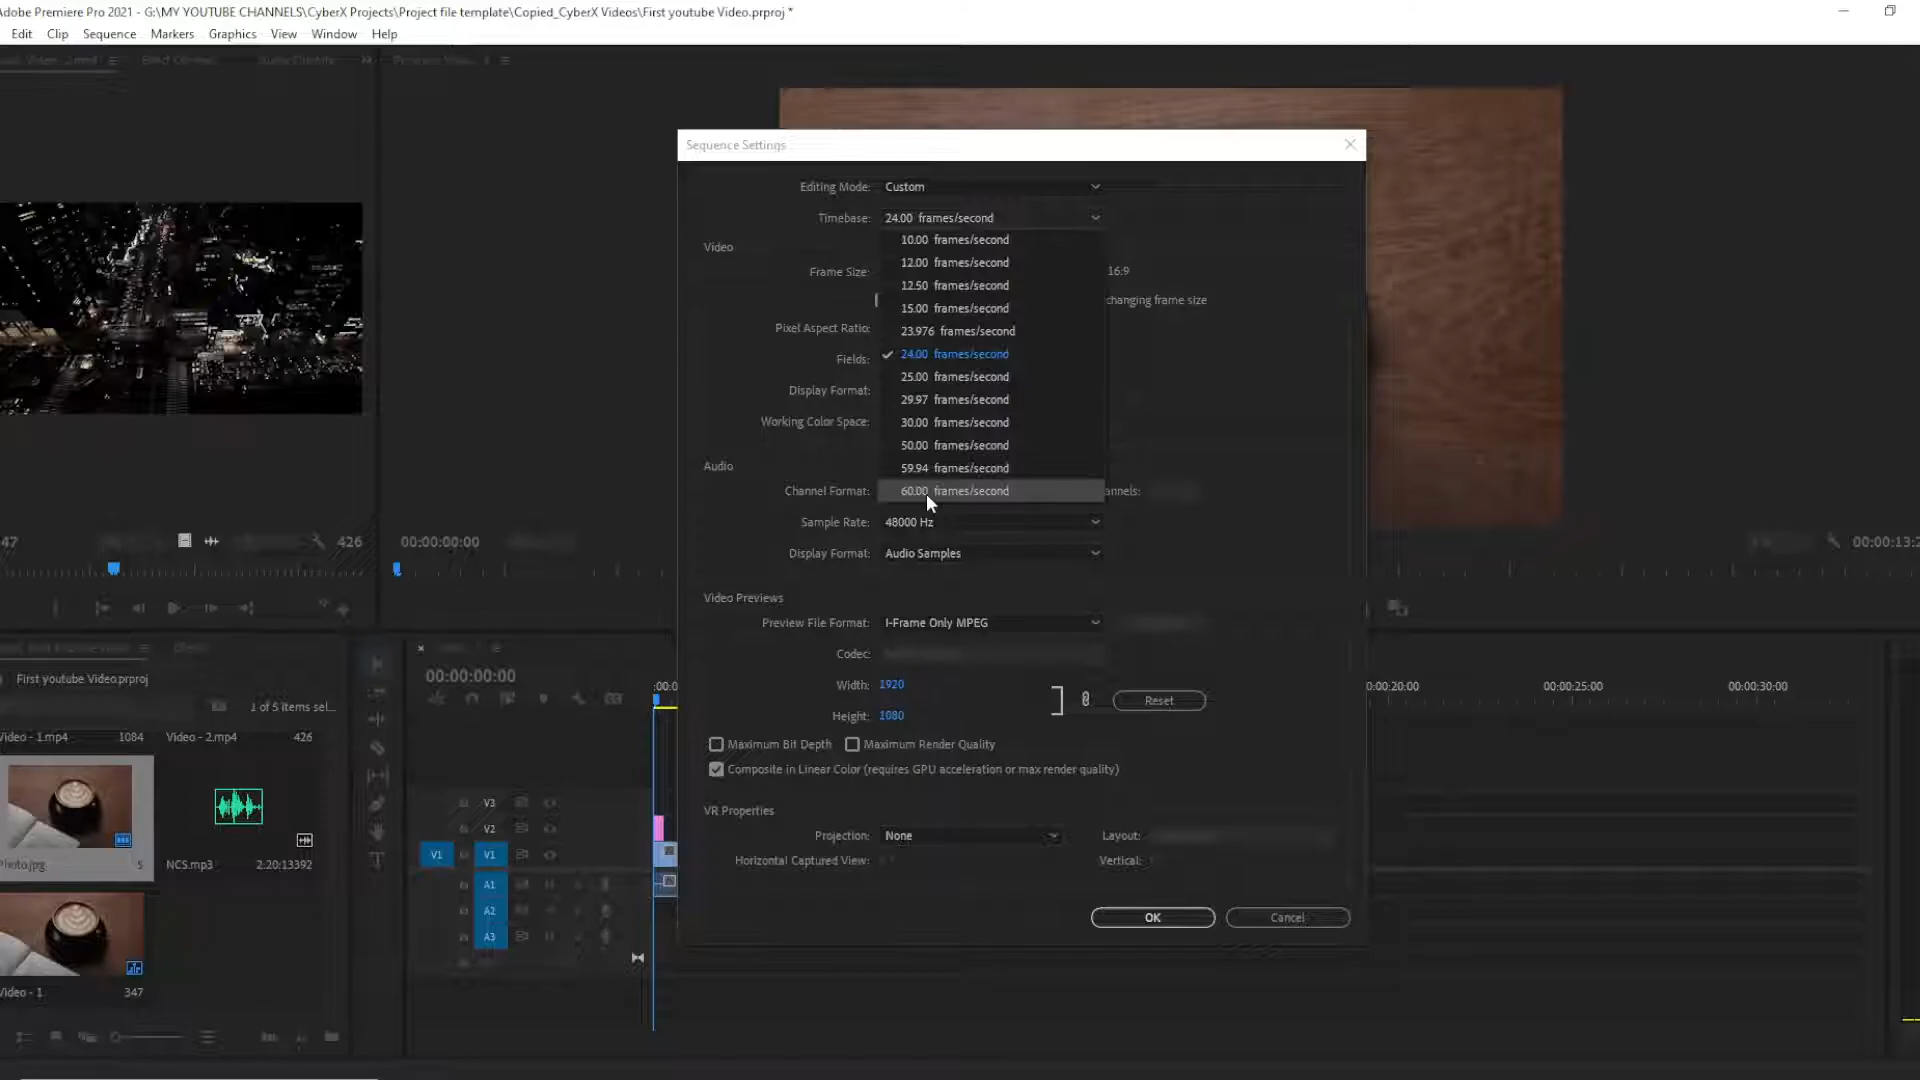 Adobe Premiere Pro 2021 - G:\MY YOUTUBE CHANNELS\CyberX Projects\Project file template\Copied_CyberX Videos\First youtube Video.prproj *
Edit Clip Sequence Markers Graphics View Window Help
Sequence Settings
Editing Mode: Custom
Timebase: 24.00 frames/second
10.00 frames/second
Video
12.00 frames/second
Frame Size: 16:9
12.50 frames/second
changing frame size
15.00 frames/second
Pixel Aspect Ratio:
23.976 frames/second
Fields:
24.00 frames/second
25.00 frames/second
Display Format:
29.97 frames/second
Working Color Space:
30.00 frames/second
50.00 frames/second
Audio
59.94 frames/second
Channel Format: 60.00 frames/second annels:
Sample Rate: 48000 Hz
47 426 00:00:00:00 00:00:13:2
Display Format: Audio Samples
Video Previews
Preview File Format: I-Frame Only MPEG
Codec:
00:00:00:00
First youtube Video.prproj
Width: 1920
:00:0 0:00:20:00 00:00:25:00 00:00:30:00
1 of 5 items sel...
Reset
Height: 1080
Video - 1.mp4 1084 Video - 2.mp4 426
Maximum Bit Depth Maximum Render Quality
Composite in Linear Color (requires GPU acceleration or max render quality)
V3
VR Properties
V2
Projection: None Layout:
V1 V1
Horizontal Captured View: Vertical:
Photo.jpg 5 NCS.mp3 2:20:13392
A1
A2
OK Cancel
A3
Video - 1 347